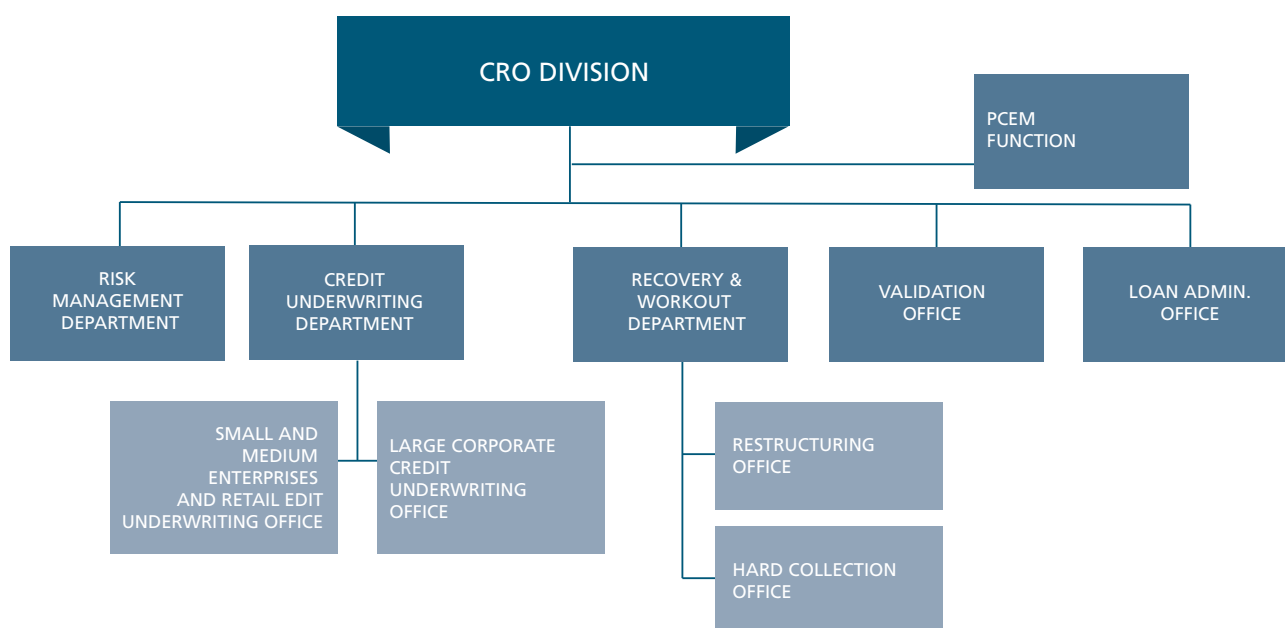 CRO DIVISION
PCEM
FUNCTION
RISK
MANAGEMENT
DEPARTMENT
CREDIT
UNDERWRITING
DEPARTMENT
RECOVERY &
WORKOUT
DEPARTMENT
VALIDATION
OFFICE
LOAN ADMIN.
OFFICE
SMALL AND
MEDIUM
ENTERPRISES
AND RETAIL EDIT
UNDERWRITING OFFICE
LARGE CORPORATE
CREDIT
UNDERWRITING
OFFICE
RESTRUCTURING
OFFICE
HARD COLLECTION
OFFICE